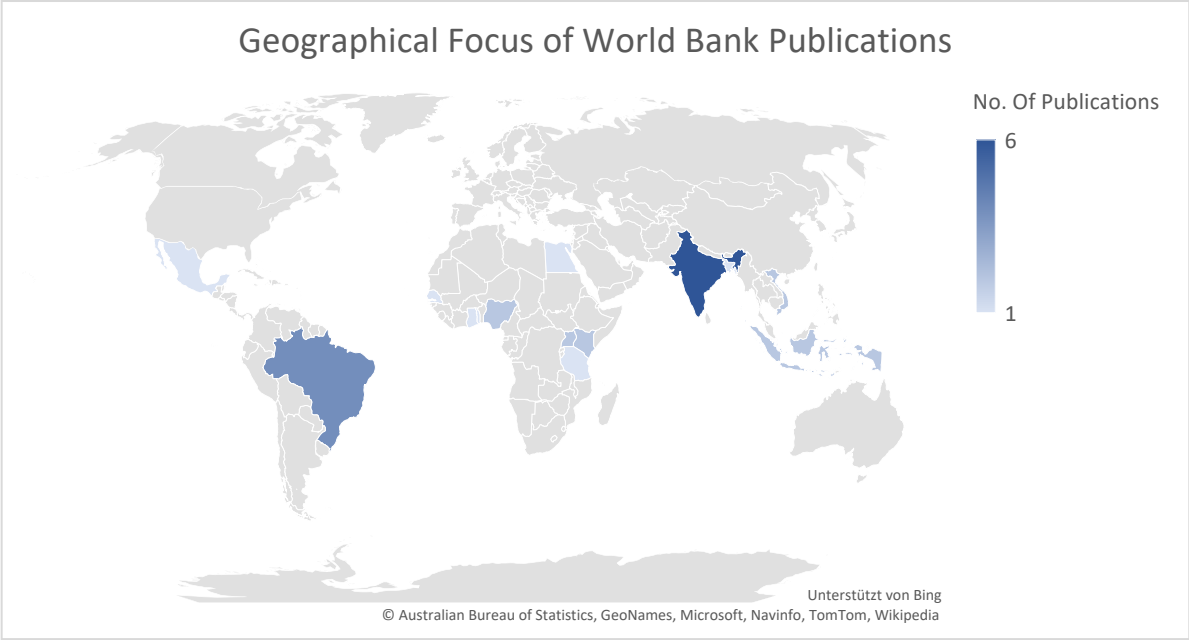 Geographical Focus of World Bank Publications
No. Of Publications
6
1
Unterstützt von Bing
© Australian Bureau of Statistics, GeoNames, Microsoft, Navinfo, TomTom, Wikipedia